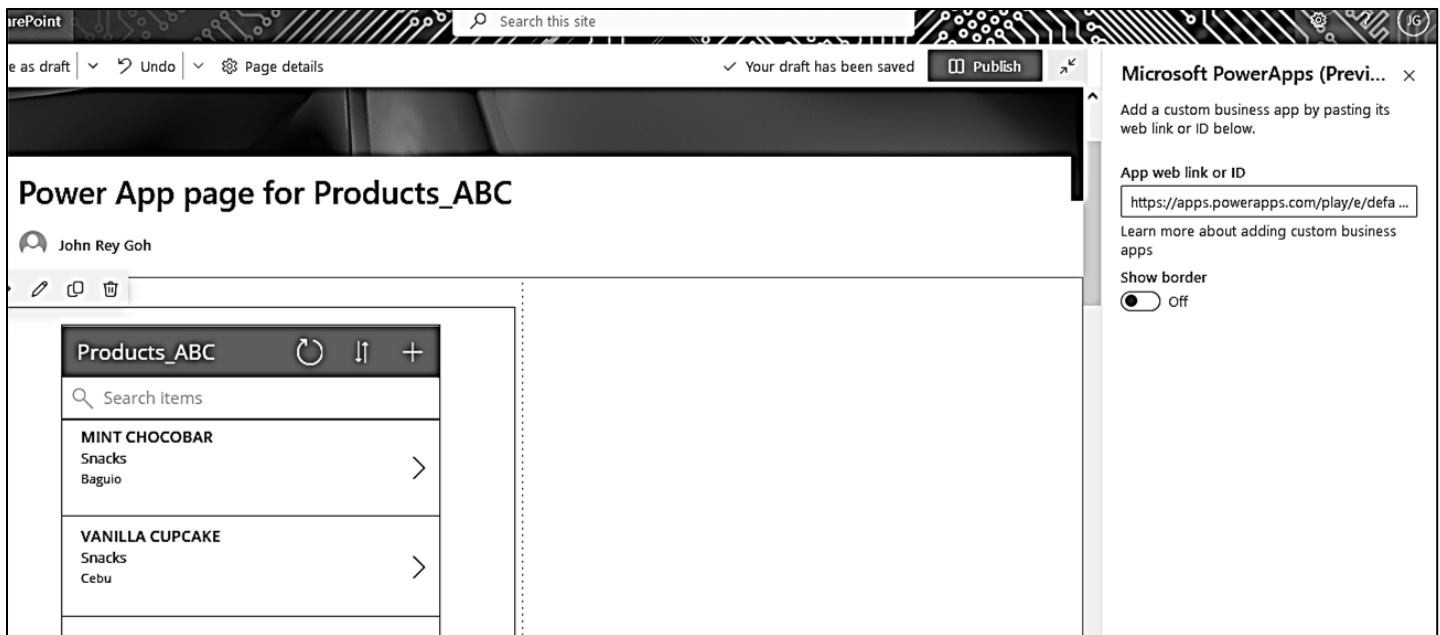 arePoint
Search this site
JG
e as draft
Undo
Page details
Your draft has been saved
Publish
Microsoft PowerApps (Previ...
Add a custom business app by pasting its
web link or ID below.
App web link or ID
https://apps.powerapps.com/play/e/defa ...
Learn more about adding custom business
apps
Show border
Off
Power App page for Products_ABC
John Rey Goh
Products_ABC
Search items
MINT CHOCOBAR
Snacks
Baguio
VANILLA CUPCAKE
Snacks
Cebu